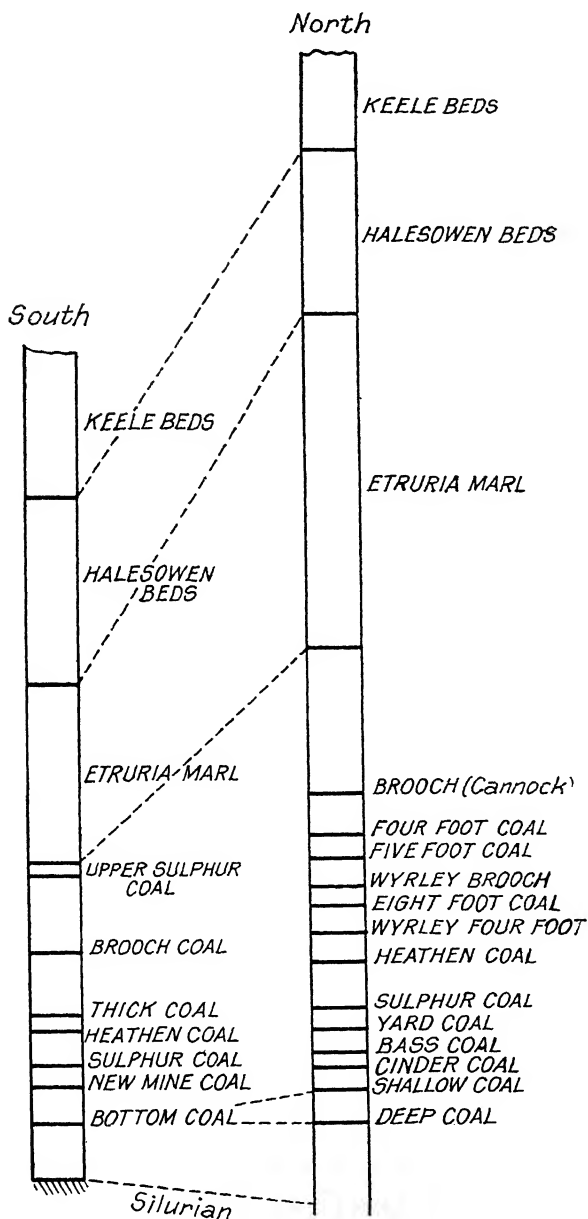 North
KEELE BEDS
HALESOWEN BEDS
ETRURIA MARL
BROOCH (Cannock)
FOUR FOOT COAL
FIVE FOOT COAL
WYRLEY BROOCH
EIGHT FOOT COAL
WYRLEY FOUR FOOT
HEATHEN COAL
SULPHUR COAL
YARD COAL
BASS COAL
CINDER COAL
SHALLOW COAL
DEEP COAL
South
KEELE BEDS
HALESOWEN
BEDS
ETRURIA MARL
UPPER SULPHUR
COAL
BROOCH COAL
THICK COAL
HEATHEN COAL
SULPHUR COAL
NEW MINE COAL
BOTTOM COAL
Silurian